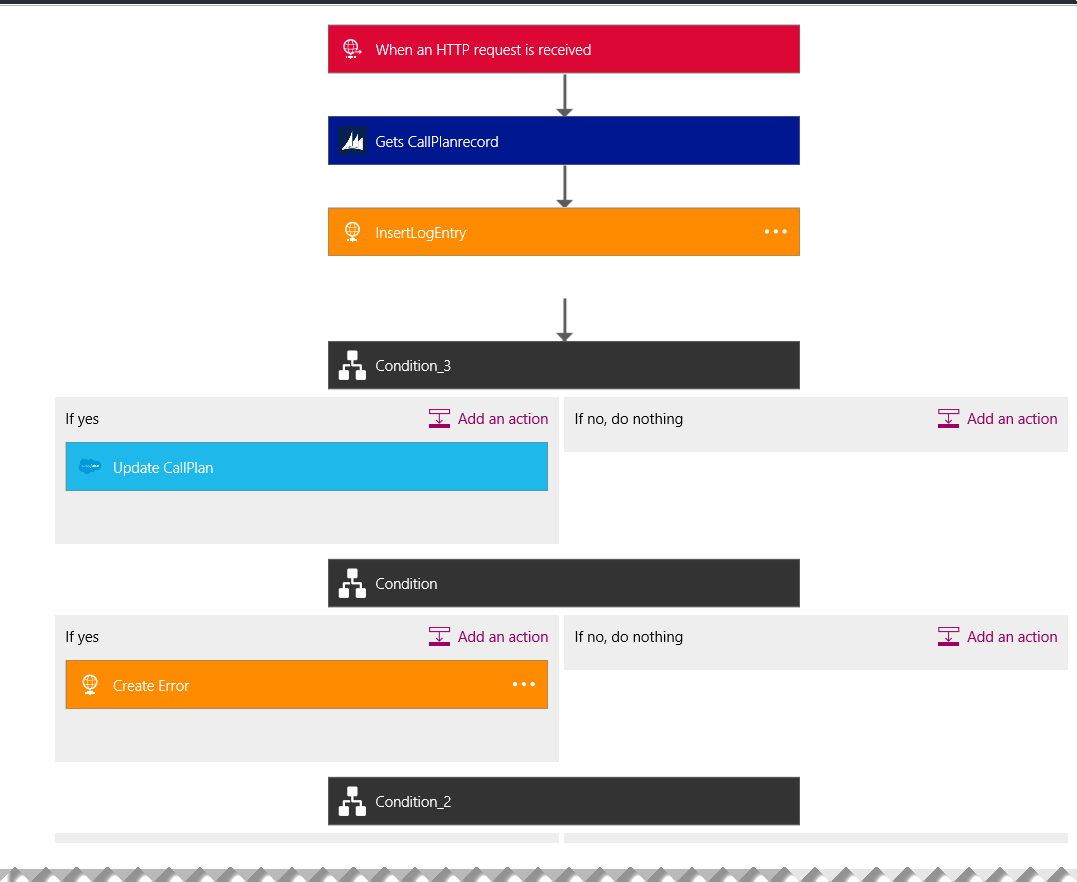 When an HTTP request is received
Gets CallPlanrecord
InsertLogEntry
Condition_3
If yes
Add an action
If no, do nothing
Add an action
Update CallPlan
Condition
If yes
Add an action
If no, do nothing
Add an action
Create Error
Condition_2